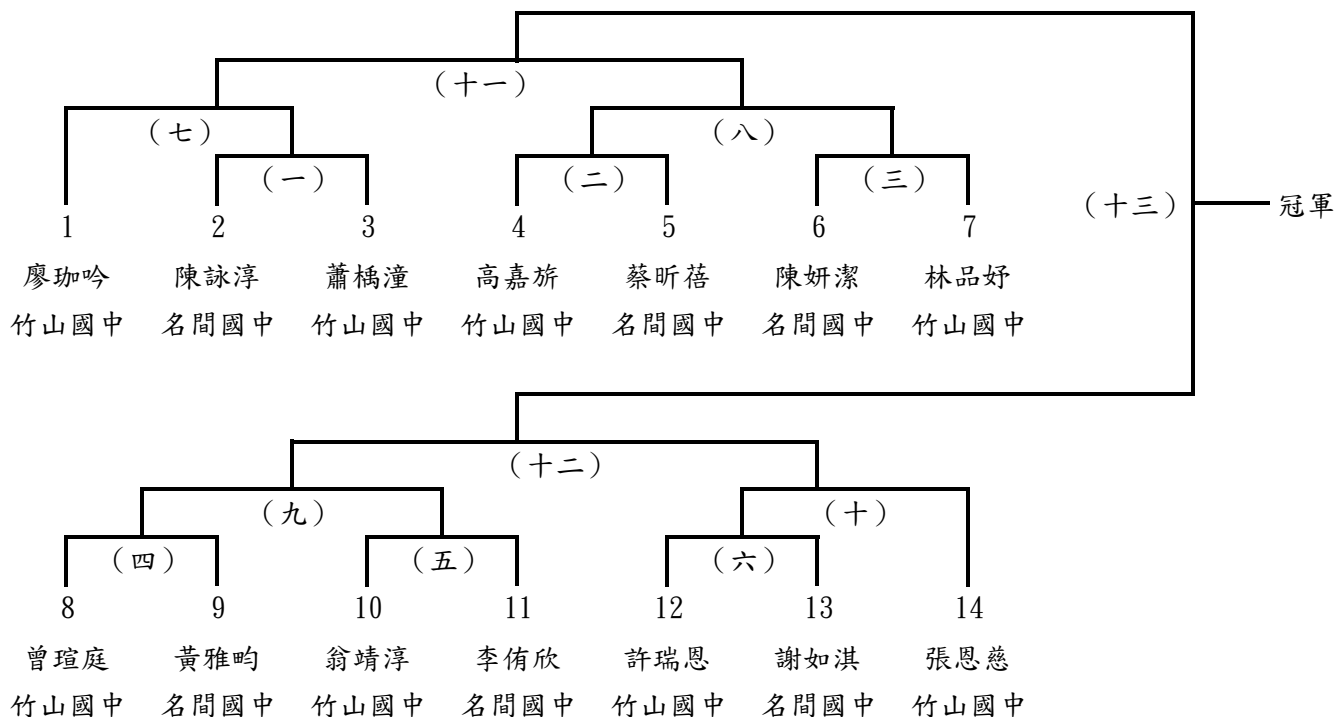 （十一）
（七） （八）
（一） （二） （三）
（十三） 冠軍
1 2 3 4 5 6 7
廖珈吟 陳詠淳 蕭楀潼 高嘉旂 蔡昕蓓 陳妍潔 林品妤
竹山國中 名間國中 竹山國中 竹山國中 名間國中 名間國中 竹山國中
（十二）
（九） （十）
（四） （五） （六）
8 9 10 11 12 13 14
曾瑄庭 黃雅畇 翁靖淳 李侑欣 許瑞恩 謝如淇 張恩慈
竹山國中 名間國中 竹山國中 名間國中 竹山國中 名間國中 竹山國中